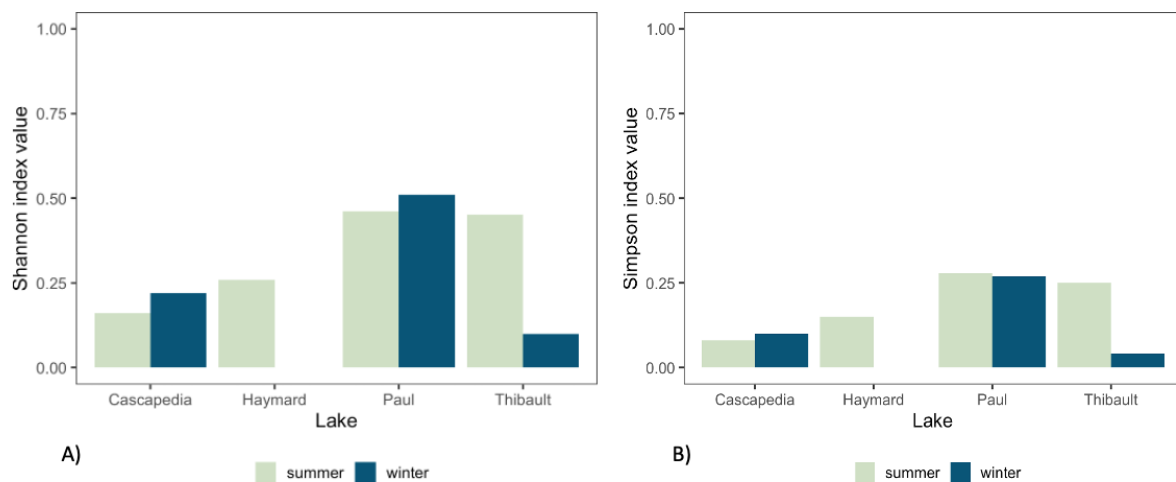 1.00
0.75
0.50
0.25
0.00
Shannon index value
Cascapedia Haymard Paul Thibault
Lake
A)
summer winter
1.00
0.75
0.50
0.25
0.00
Simpson index value
Cascapedia Haymard Paul Thibault
Lake
B)
summer winter